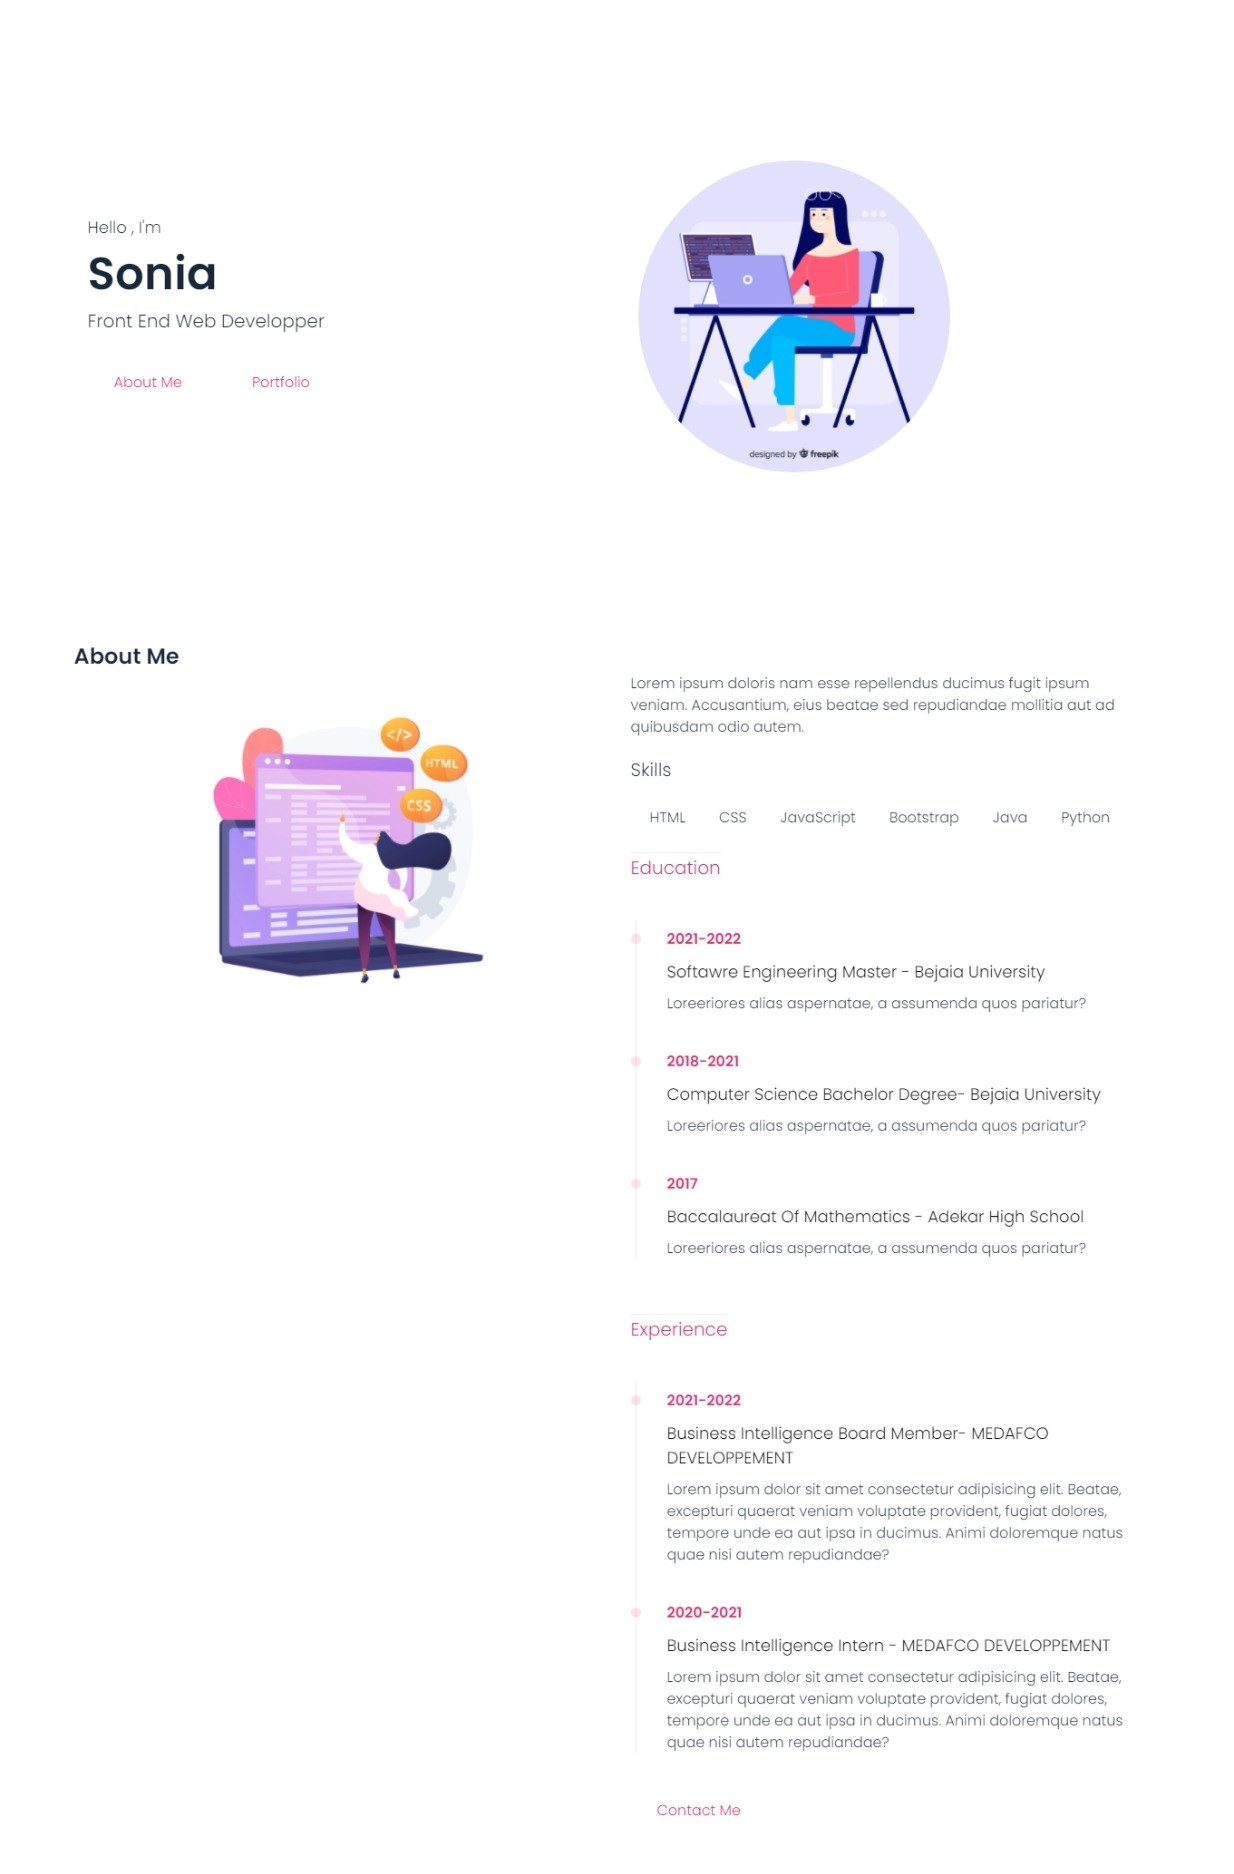 Hello , I'm
Sonia
Front End Web Developper
About Me
Portfolio
designed by freepik
About Me
</>
HTML
CSS
Lorem ipsum doloris nam esse repellendus ducimus fugit ipsum
veniam. Accusantium, eius beatae sed repudiandae mollitia aut ad
quibusdam odio autem.
Skills
HTML CSS JavaScript Bootstrap Java Python
Education
2021-2022
Softawre Engineering Master - Bejaia University
Loreeriores alias aspernatae, a assumenda quos pariatur?
2018-2021
Computer Science Bachelor Degree- Bejaia University
Loreeriores alias aspernatae, a assumenda quos pariatur?
2017
Baccalaureat Of Mathematics - Adekar High School
Loreeriores alias aspernatae, a assumenda quos pariatur?
Experience
2021-2022
Business Intelligence Board Member- MEDAFCO
DEVELOPPEMENT
Lorem ipsum dolor sit amet consectetur adipisicing elit. Beatae,
excepturi quaerat veniam voluptate provident, fugiat dolores,
tempore unde ea aut ipsa in ducimus. Animi doloremque natus
quae nisi autem repudiandae?
2020-2021
Business Intelligence Intern - MEDAFCO DEVELOPPEMENT
Lorem ipsum dolor sit amet consectetur adipisicing elit. Beatae,
excepturi quaerat veniam voluptate provident, fugiat dolores,
tempore unde ea aut ipsa in ducimus. Animi doloremque natus
quae nisi autem repudiandae?
Contact Me